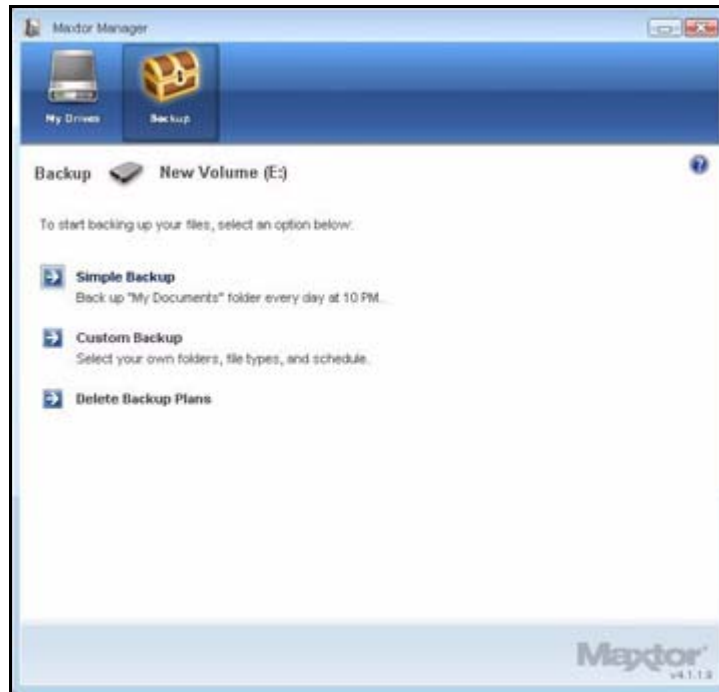 Maxtor Manager
My Drives
Backup
Backup New Volume (E:)
To start backing up your files, select an option below:
Simple Backup
Back up "My Documents" folder every day at 10 PM.
Custom Backup
Select your own folders, file types, and schedule.
Delete Backup Plans
Maxtor